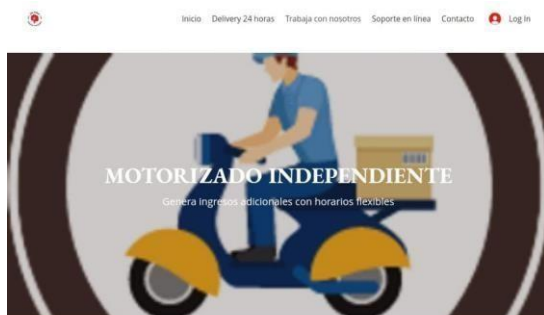 Inicio Delivery 24 horas Trabaja con nosotros Soporte en línea Contacto Log In
MOTORIZADO INDEPENDIENTE
Genera ingresos adicionales con horarios flexibles